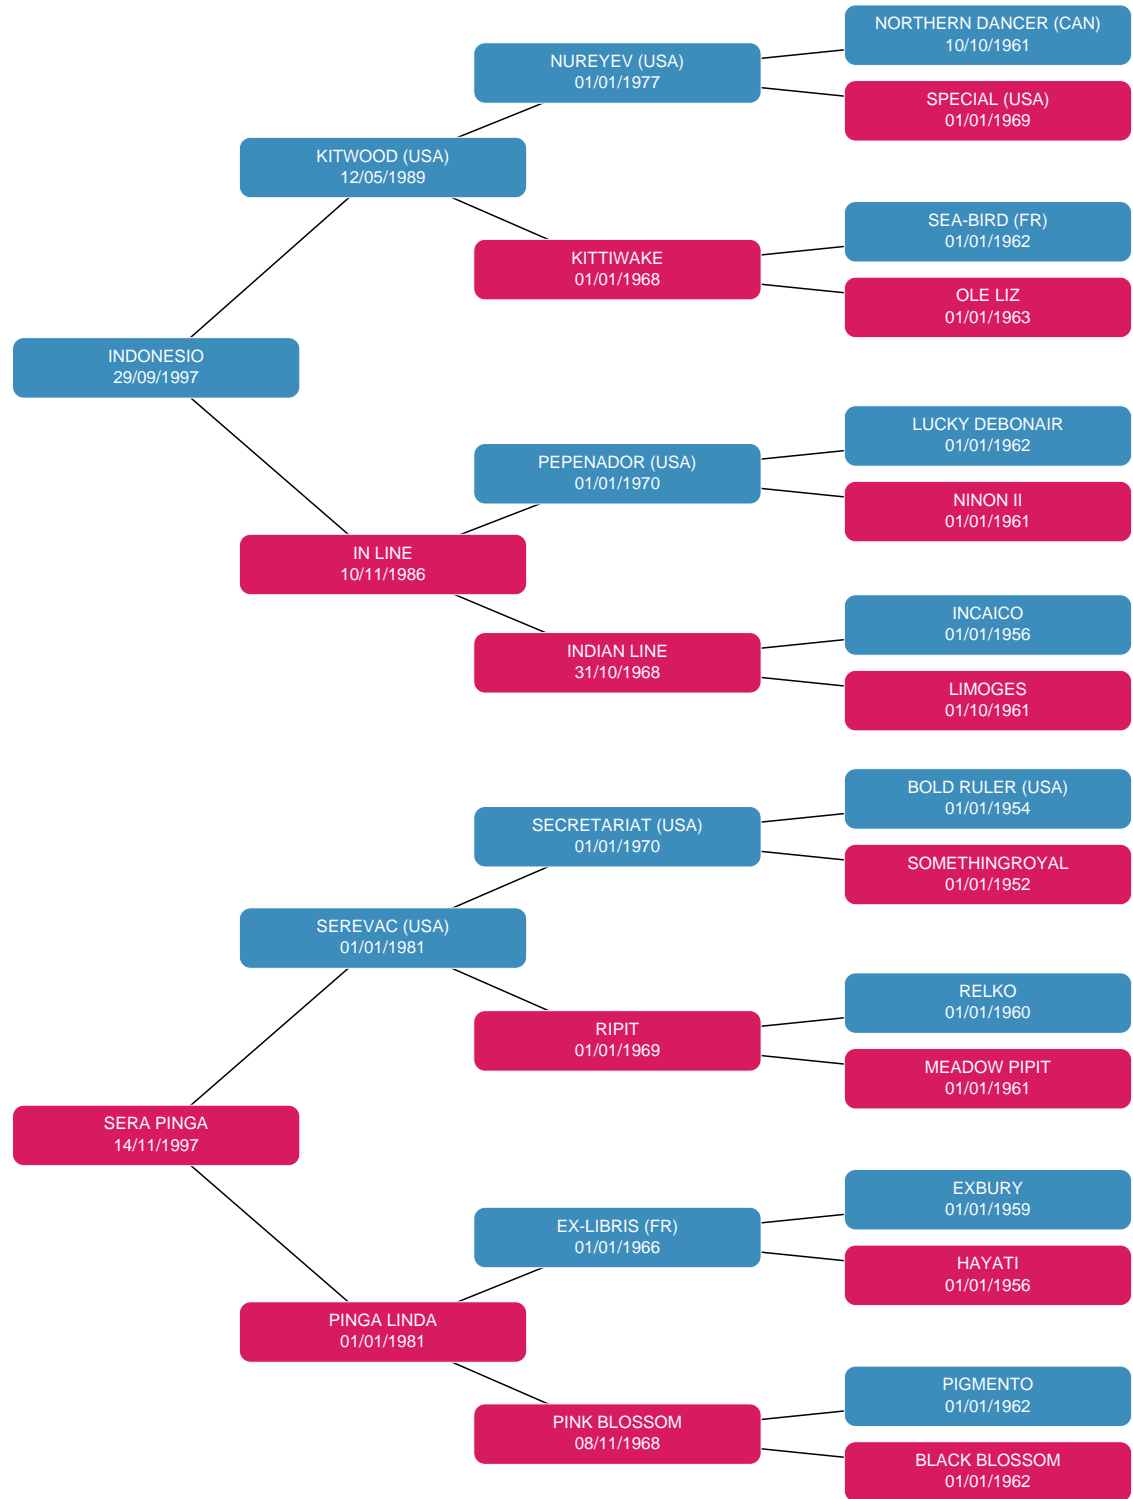 NORTHERN DANCER (CAN)
10/10/1961
NUREYEV (USA)
01/01/1977
SPECIAL (USA)
01/01/1969
KITWOOD (USA)
12/05/1989
SEA-BIRD (FR)
01/01/1962
KITTIWAKE
01/01/1968
OLE LIZ
01/01/1963
INDONESIO
29/09/1997
LUCKY DEBONAIR
01/01/1962
PEPENADOR (USA)
01/01/1970
NINON II
01/01/1961
IN LINE
10/11/1986
INCAICO
01/01/1956
INDIAN LINE
31/10/1968
LIMOGES
01/10/1961
BOLD RULER (USA)
01/01/1954
SECRETARIAT (USA)
01/01/1970
SOMETHINGROYAL
01/01/1952
SEREVAC (USA)
01/01/1981
RELKO
01/01/1960
RIPIT
01/01/1969
MEADOW PIPIT
01/01/1961
SERA PINGA
14/11/1997
EXBURY
01/01/1959
EX-LIBRIS (FR)
01/01/1966
HAYATI
01/01/1956
PINGA LINDA
01/01/1981
PIGMENTO
01/01/1962
PINK BLOSSOM
08/11/1968
BLACK BLOSSOM
01/01/1962